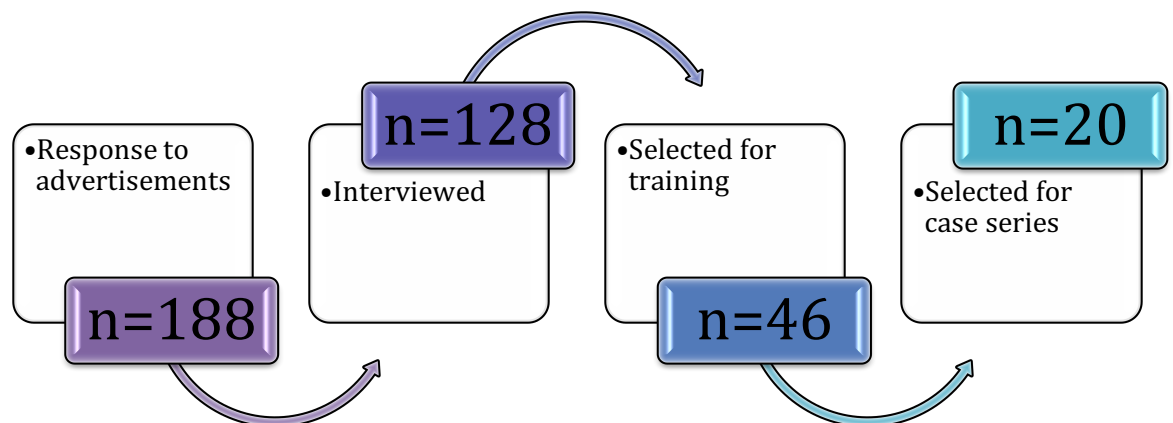 •Response to
advertisements
n=188
n=128
•Interviewed
•Selected for
training
n=46
n=20
•Selected for
case series